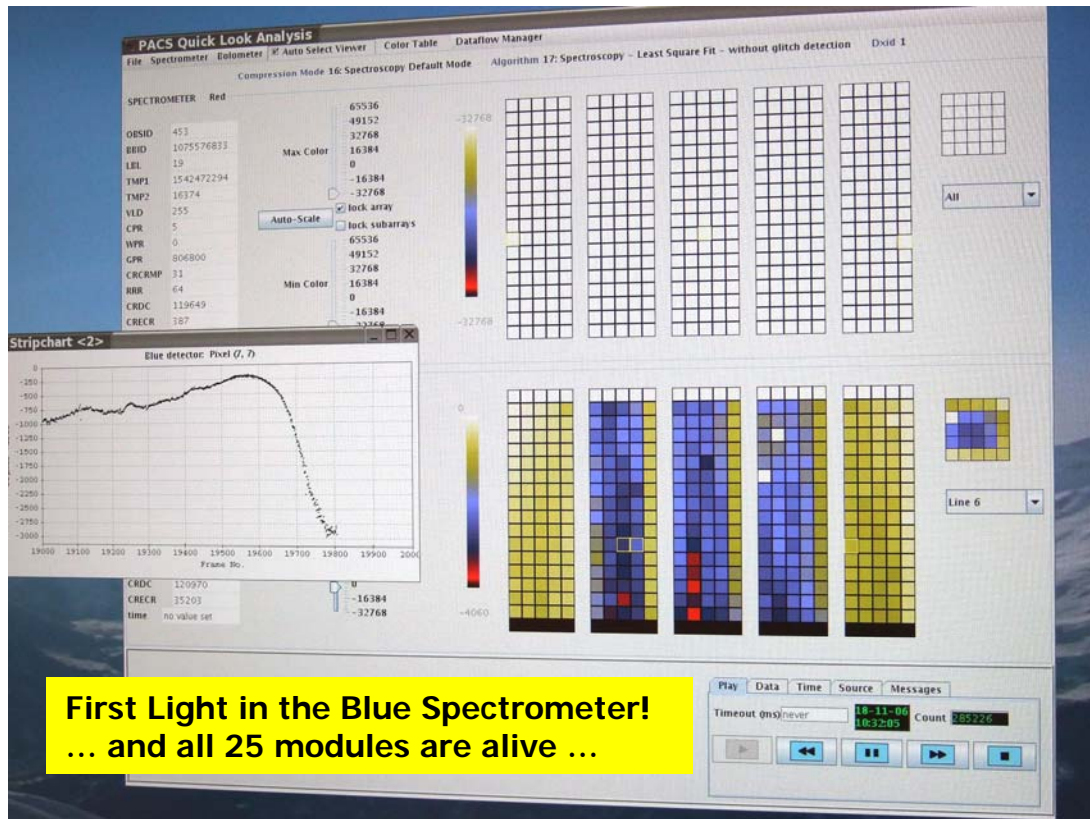 PACS Quick Look Analysis
File Spectrometer Bolometer Auto Select Viewer Color Table Dataflow Manager
Compression Mode 16: Spectroscopy Default Mode Algorithm 17: Spectroscopy - Least Square Fit - without glitch detection Dxid 1
SPECTROMETER Red
OBSID 453
BBID 1075576833
LBL 19
TMP1 1542472294
TMP2 16374
VLD 255
CPR 5
WPR 0
GPR 806800
CRCRMP 31
RRR 64
CRDC 119649
CRECR 387
Max Color
65536
49152
32768
16384
0
-16384
-32768
Auto-Scale
lock array
lock subarrays
Min Color
65536
49152
32768
16384
0
-16384
-32768
-32768
-32768
All
Stripchart <2>
Blue detector: Pixel (7, 7)
0
-250
-500
-750
-1000
-1250
-1500
-1750
-2000
-2250
-2500
-2750
-3000
19000 19100 19200 19300 19400 19500 19600 19700 19800 19900
Frame No.
0
-4060
Line 6
CRDC 120970
CRECR 35203
time no value set
0
-16384
-32768
First Light in the Blue Spectrometer!
... and all 25 modules are alive ...
Play Data Time Source Messages
Timeout (ms) never 18-11-06 10:32:05 Count 285226